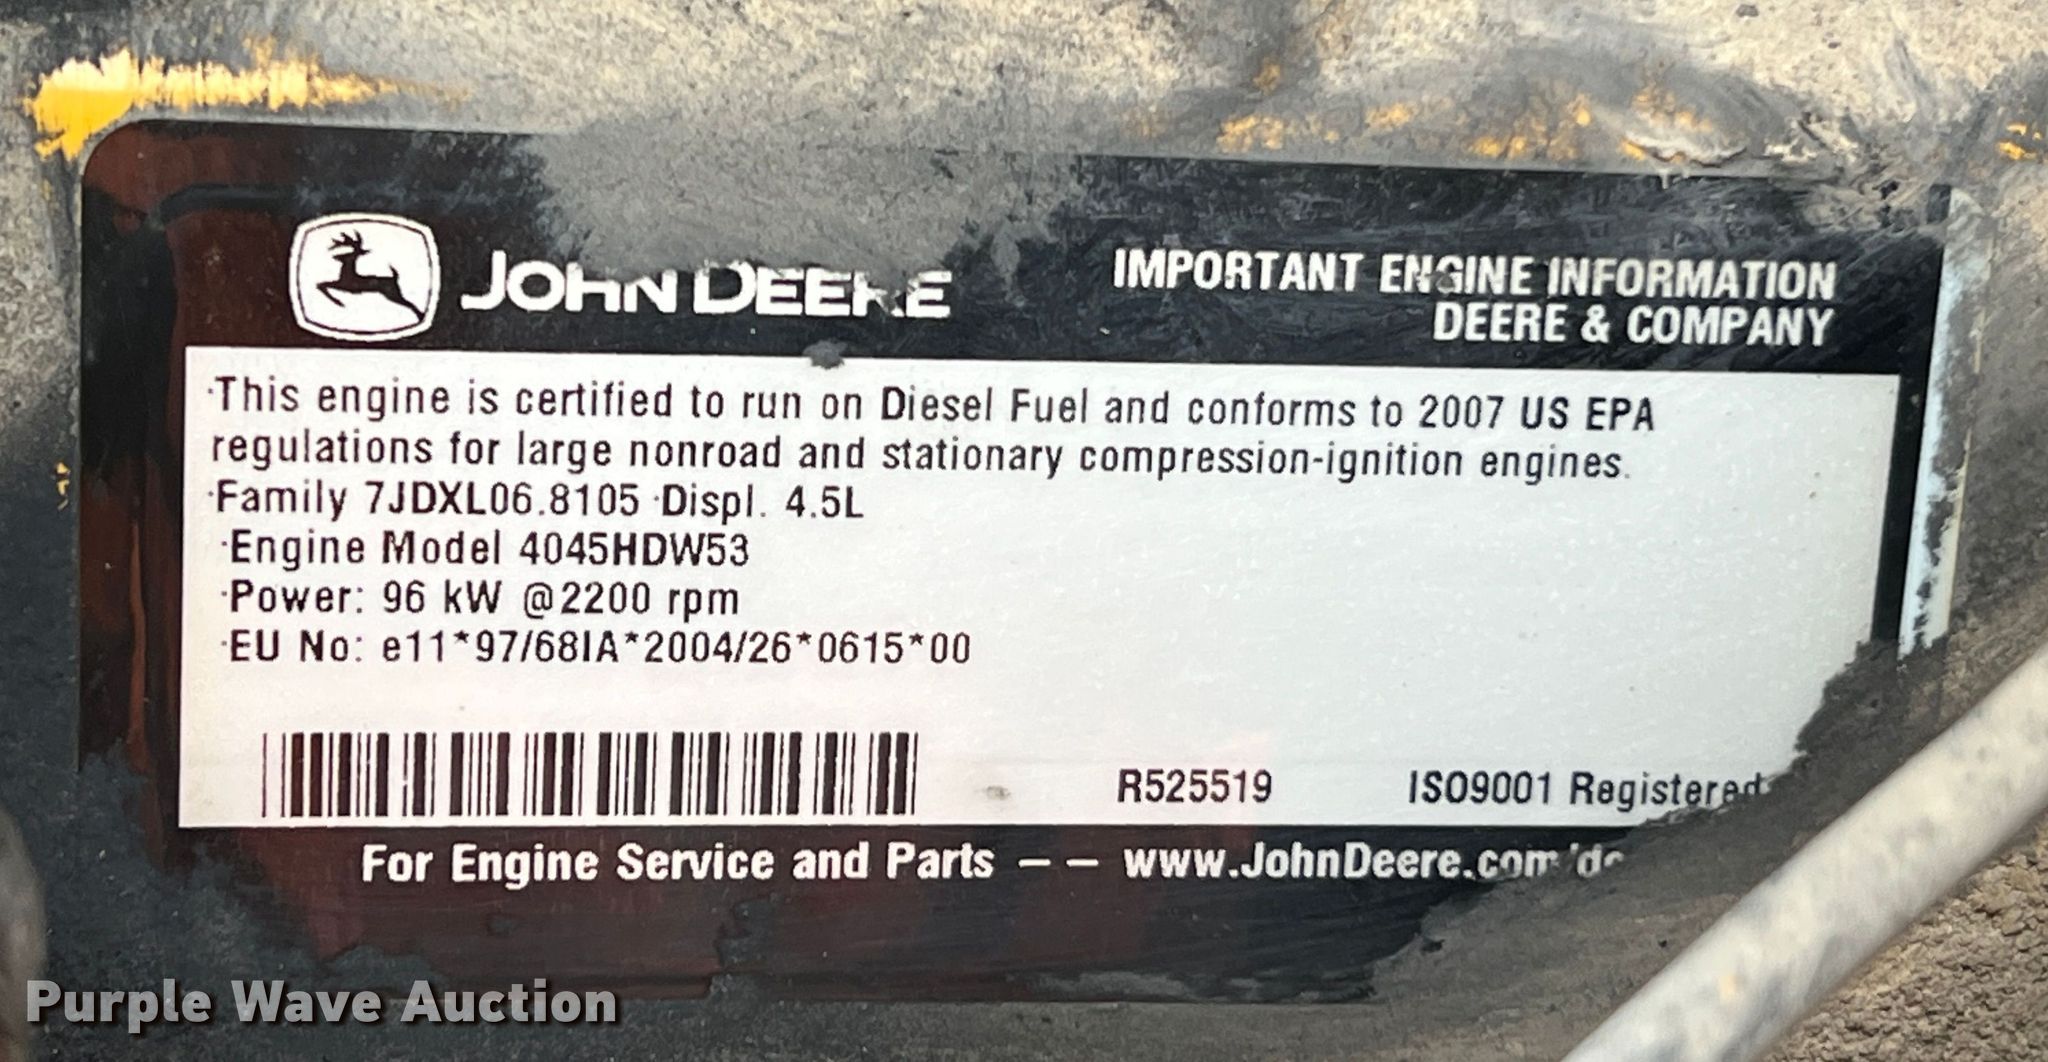 JOHN DEERE
IMPORTANT ENGINE INFORMATION
DEERE & COMPANY
·This engine is certified to run on Diesel Fuel and conforms to 2007 US EPA
regulations for large nonroad and stationary compression-ignition engines.
·Family 7JDXL06.8105 ·Displ. 4.5L
·Engine Model 4045HDW53
·Power: 96 kW @2200 rpm
·EU No: e11*97/68IA*2004/26*0615*00
R525519 ISO9001 Registered
For Engine Service and Parts –– www.JohnDeere.com
Purple Wave Auction